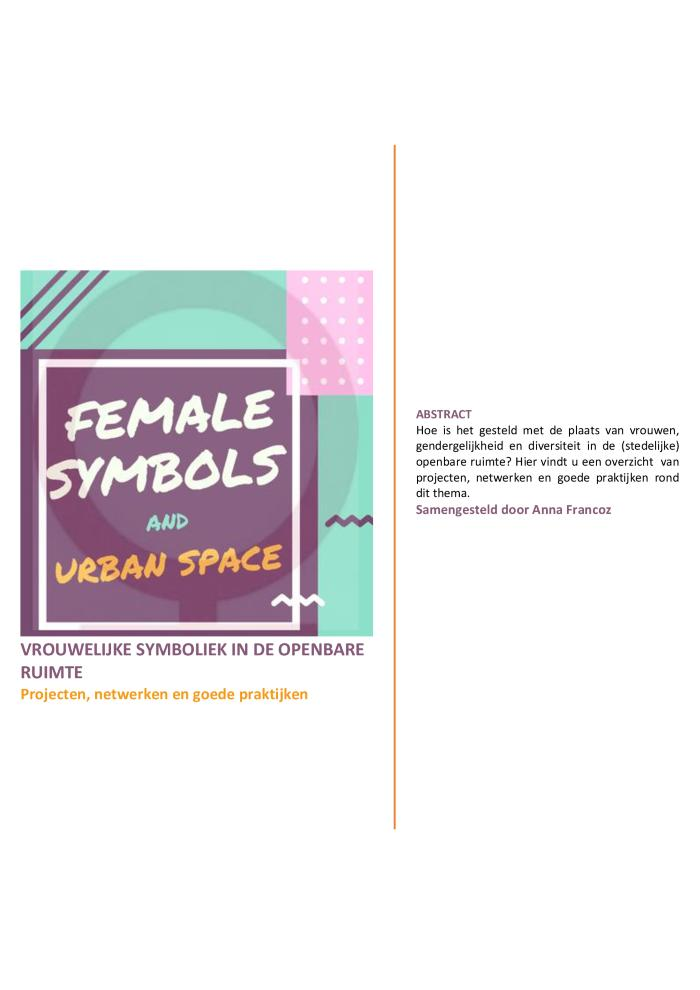 FEMALE
SYMBOLS
AND
URBAN SPACE
VROUWELIJKE SYMBOLIEK IN DE OPENBARE
RUIMTE
Projecten, netwerken en goede praktijken
ABSTRACT
Hoe is het gesteld met de plaats van vrouwen,
gendergelijkheid en diversiteit in de (stedelijke)
openbare ruimte? Hier vindt u een overzicht van
projecten, netwerken en goede praktijken rond
dit thema.
Samengesteld door Anna Francoz